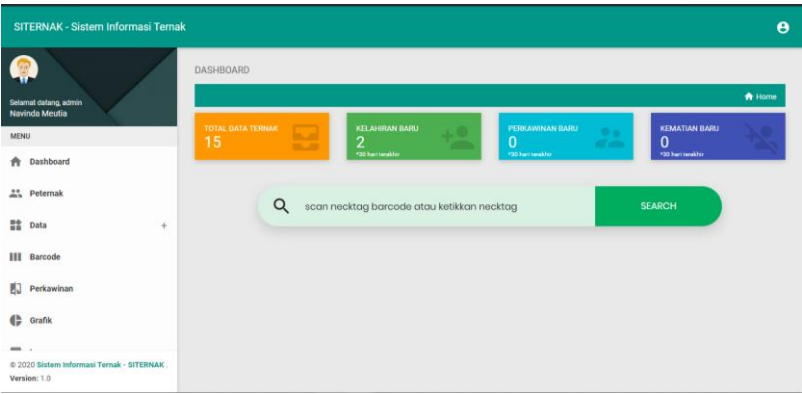 SITERNAK - Sistem Informasi Ternak
Selamat datang, admin
Navinda Meutia
MENU
Dashboard
Peternak
Data +
Barcode
Perkawinan
Grafik
© 2020 Sistem Informasi Ternak - SITERNAK .
Version: 1.0
DASHBOARD
Home
TOTAL DATA TERNAK
15
KELAHIRAN BARU
2
*30 hari terakhir
PERKAWINAN BARU
0
*30 hari terakhir
KEMATIAN BARU
0
*30 hari terakhir
scan necktag barcode atau ketikkan necktag
SEARCH